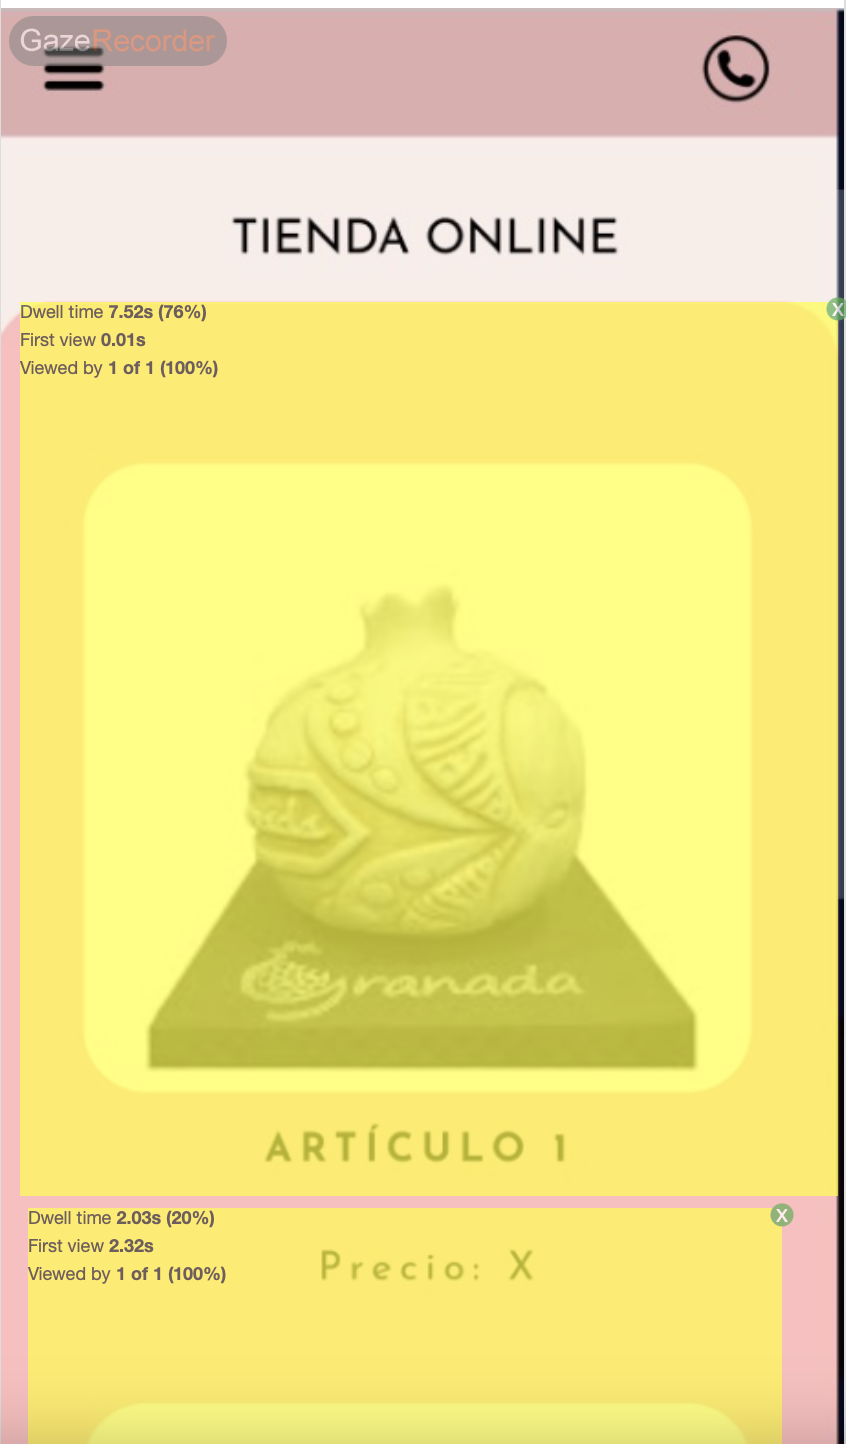 GazeRecorder
TIENDA ONLINE
Dwell time 7.52s (76%)
X
First view 0.01s
Viewed by 1 of 1 (100%)
Granada
ARTÍCULO 1
Dwell time 2.03s (20%)
X
First view 2.32s
Viewed by 1 of 1 (100%)
Precio: X